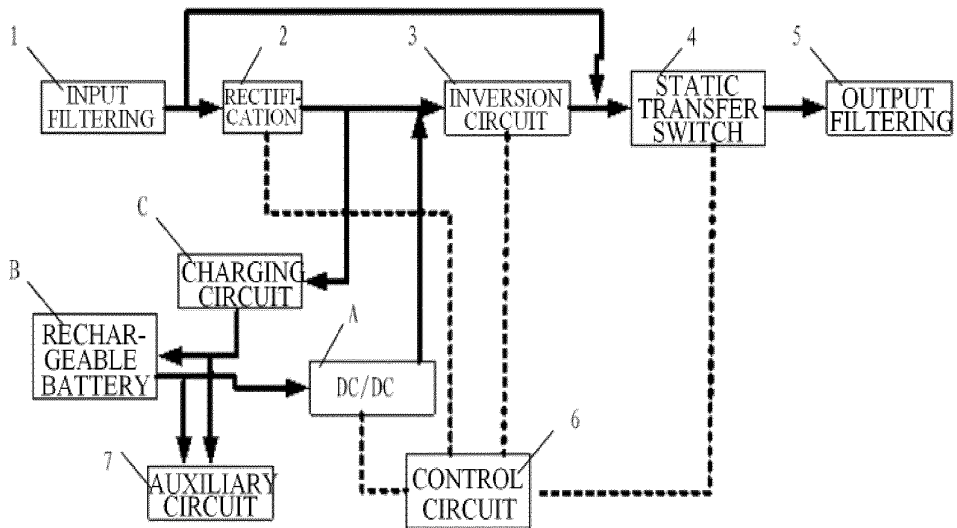 1
2
3
4
5
INPUT
FILTERING
RECTIFI-
CATION
INVERSION
CIRCUIT
STATIC
TRANSFER
SWITCH
OUTPUT
FILTERING
C
CHARGING
CIRCUIT
B
RECHAR-
GEABLE
BATTERY
A
DC/DC
6
CONTROL
CIRCUIT
7
AUXILIARY
CIRCUIT